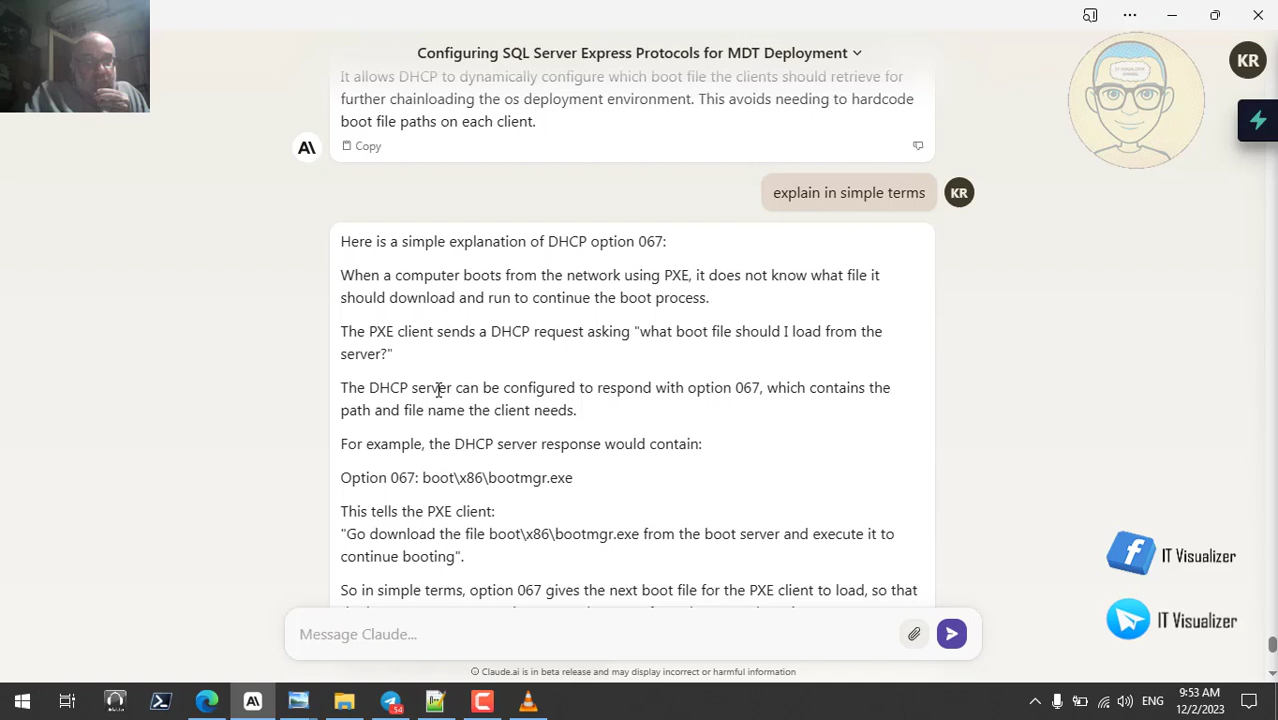 Configuring SQL Server Express Protocols for MDT Deployment
KR
It allows DHCP to dynamically configure which boot file the clients should retrieve for
further chainloading the os deployment environment. This avoids needing to hardcode
boot file paths on each client.
Copy
explain in simple terms
KR
Here is a simple explanation of DHCP option 067:
When a computer boots from the network using PXE, it does not know what file it
should download and run to continue the boot process.
The PXE client sends a DHCP request asking "what boot file should I load from the
server?"
The DHCP server can be configured to respond with option 067, which contains the
path and file name the client needs.
For example, the DHCP server response would contain:
Option 067: boot\x86\bootmgr.exe
This tells the PXE client:
"Go download the file boot\x86\bootmgr.exe from the boot server and execute it to
continue booting".
So in simple terms, option 067 gives the next boot file for the PXE client to load, so that
IT Visualizer
IT Visualizer
Message Claude...
Claude.ai is in beta release and may display incorrect or harmful information
54
ENG
9:53 AM
12/2/2023